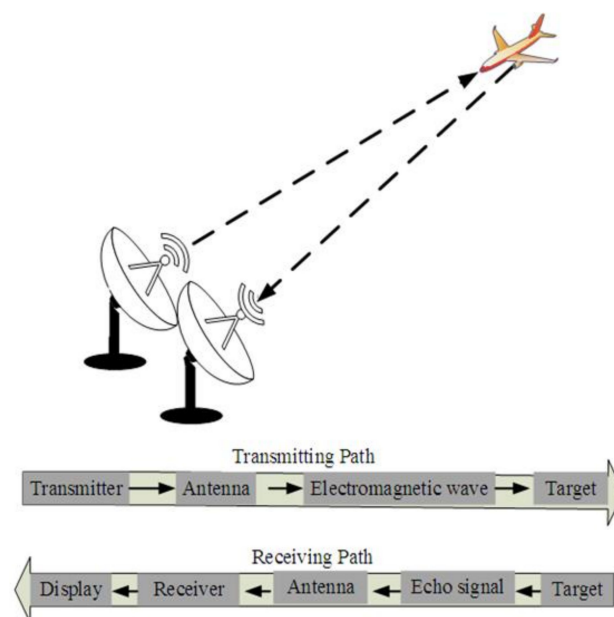 Transmitting Path
Transmitter Antenna Electromagnetic wave Target
Receiving Path
Display Receiver Antenna Echo signal Target